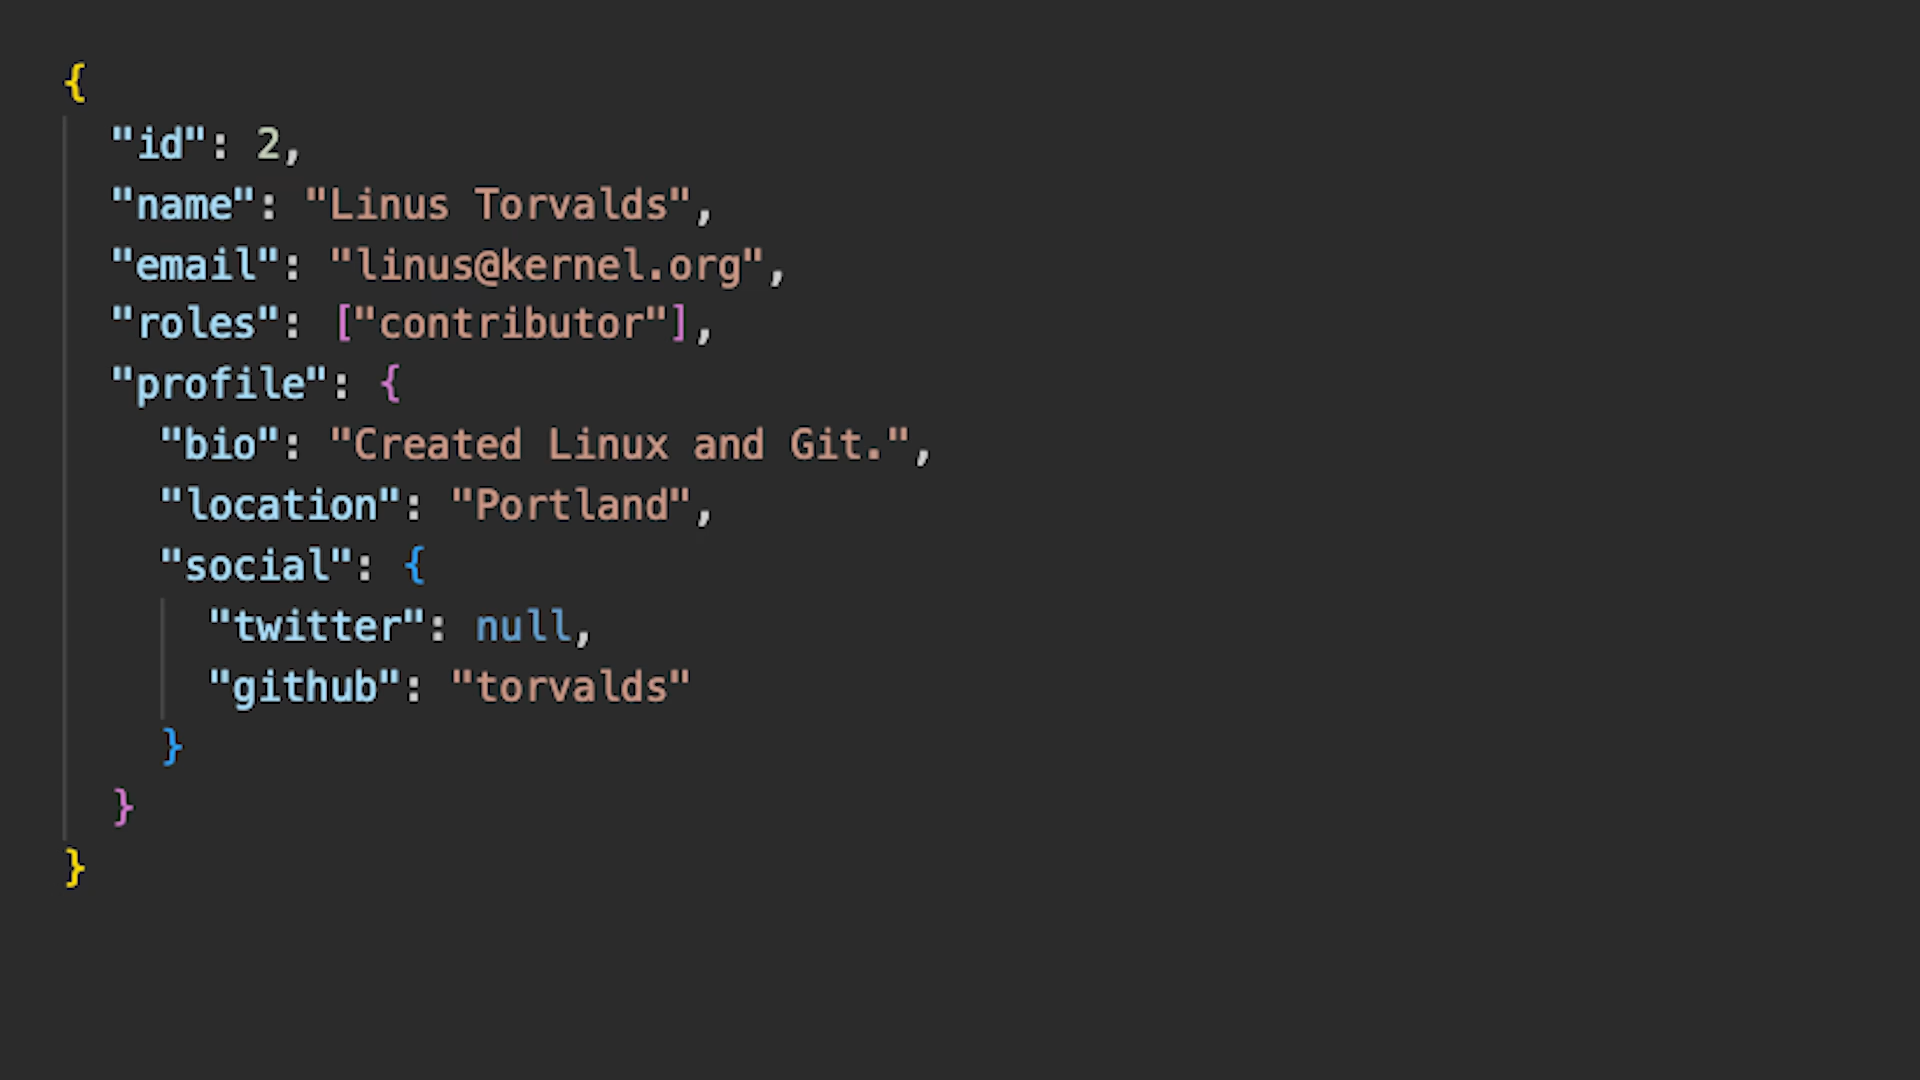 {
  "id": 2,
  "name": "Linus Torvalds",
  "email": "linus@kernel.org",
  "roles": ["contributor"],
  "profile": {
    "bio": "Created Linux and Git.",
    "location": "Portland",
    "social": {
      "twitter": null,
      "github": "torvalds"
    }
  }
}